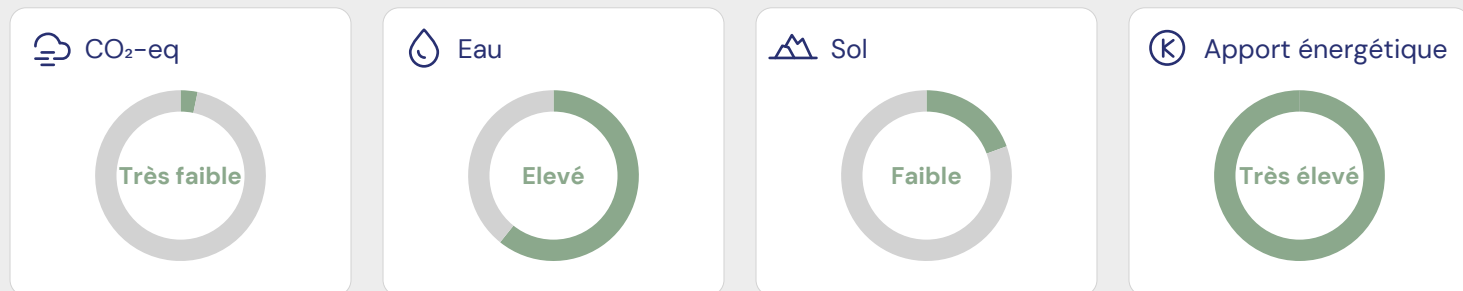 CO₂-eq
Très faible
Eau
Elevé
Sol
Faible
Apport énergétique
Très élevé